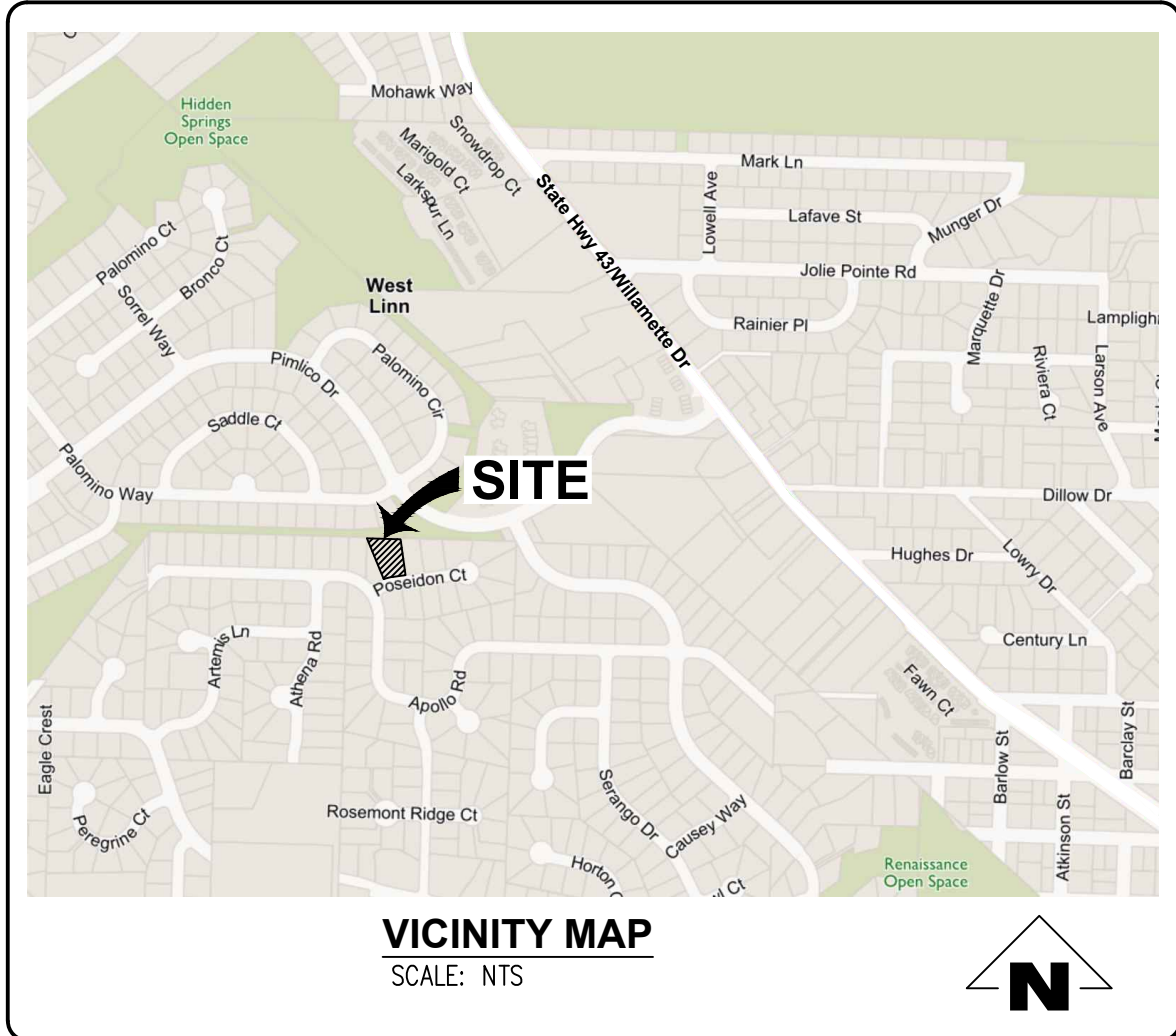 Mohawk Way
Hidden
Springs
Open Space
Snowdrop Ct
Marigold Ct
Larkspur Ln
Mark Ln
State Hwy 43/Willamette Dr
Lowell Ave
Lafave St
Munger Dr
Palomino Ct
Bronco Ct
Sorrel Way
West
Linn
Jolie Pointe Rd
Marquette Dr
Rainier Pl
Lamplight
Riviera Ct
Larson Ave
Pimlico Dr
Palomino Cir
Saddle Ct
Palomino Way
SITE
Dillow Dr
Hughes Dr
Lowry Dr
Poseidon Ct
Artemis Ln
Athena Rd
Century Ln
Apollo Rd
Fawn Ct
Eagle Crest
Barlow St
Barclay St
Serango Dr
Causey Way
Rosemont Ridge Ct
Peregrine Ct
Atkinson St
Horton
Ct
Renaissance
Open Space
VICINITY MAP
SCALE: NTS
N